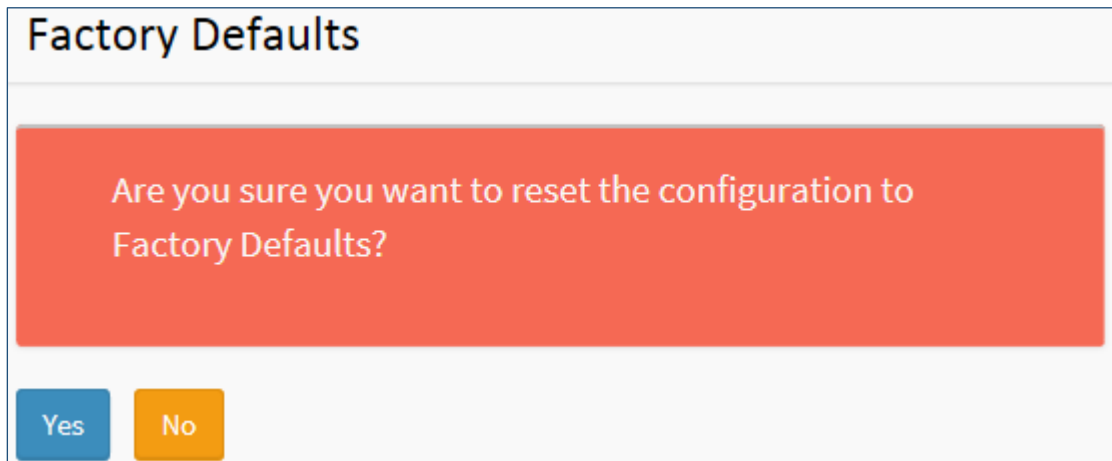 Factory Defaults
Are you sure you want to reset the configuration to
Factory Defaults?
Yes No